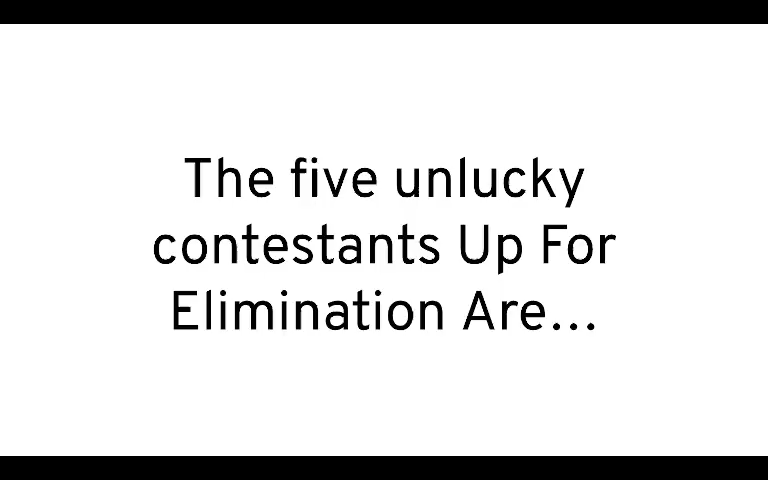 The five unlucky
contestants Up For
Elimination Are...